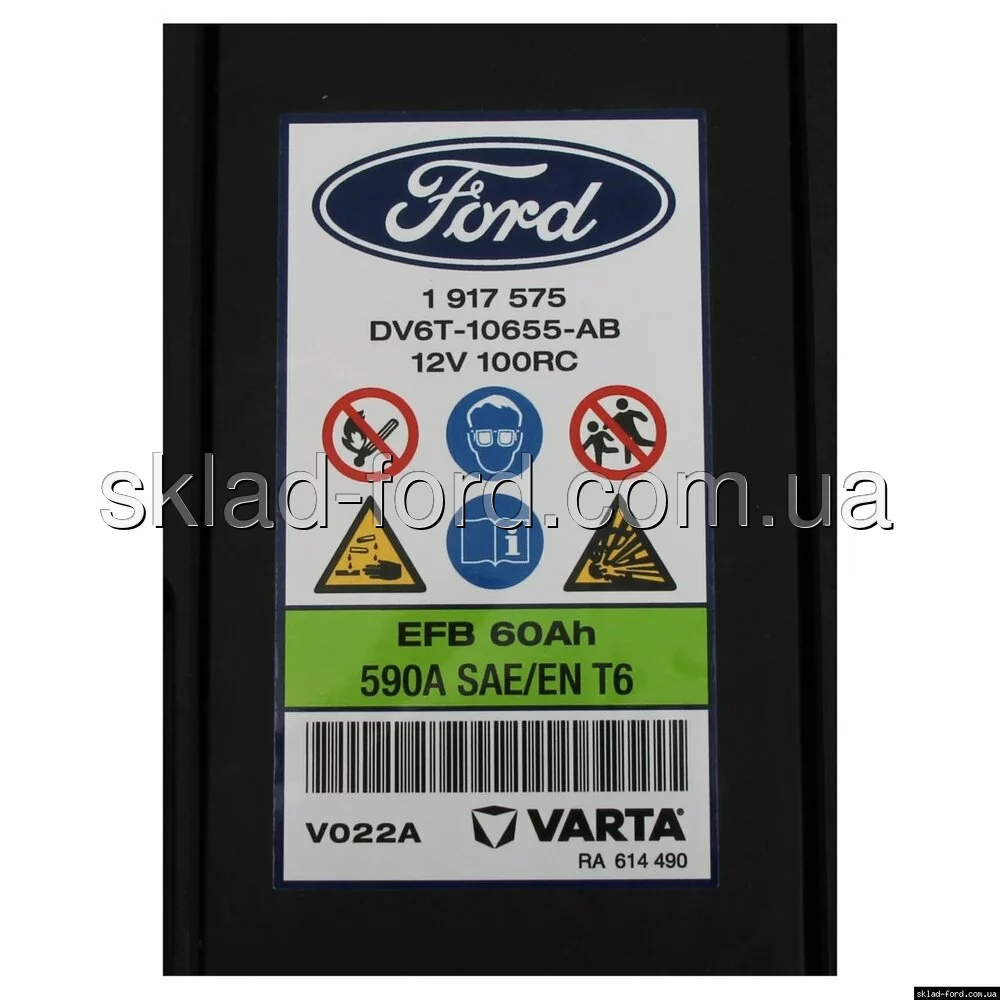 Ford
1 917 575
DV6T-10655-AB
12V 100RC
sklad-ford.com.ua
i
EFB 60Ah
590A SAE/EN T6
V022A
VARTA®
RA 614 490
sklad-ford.com.ua